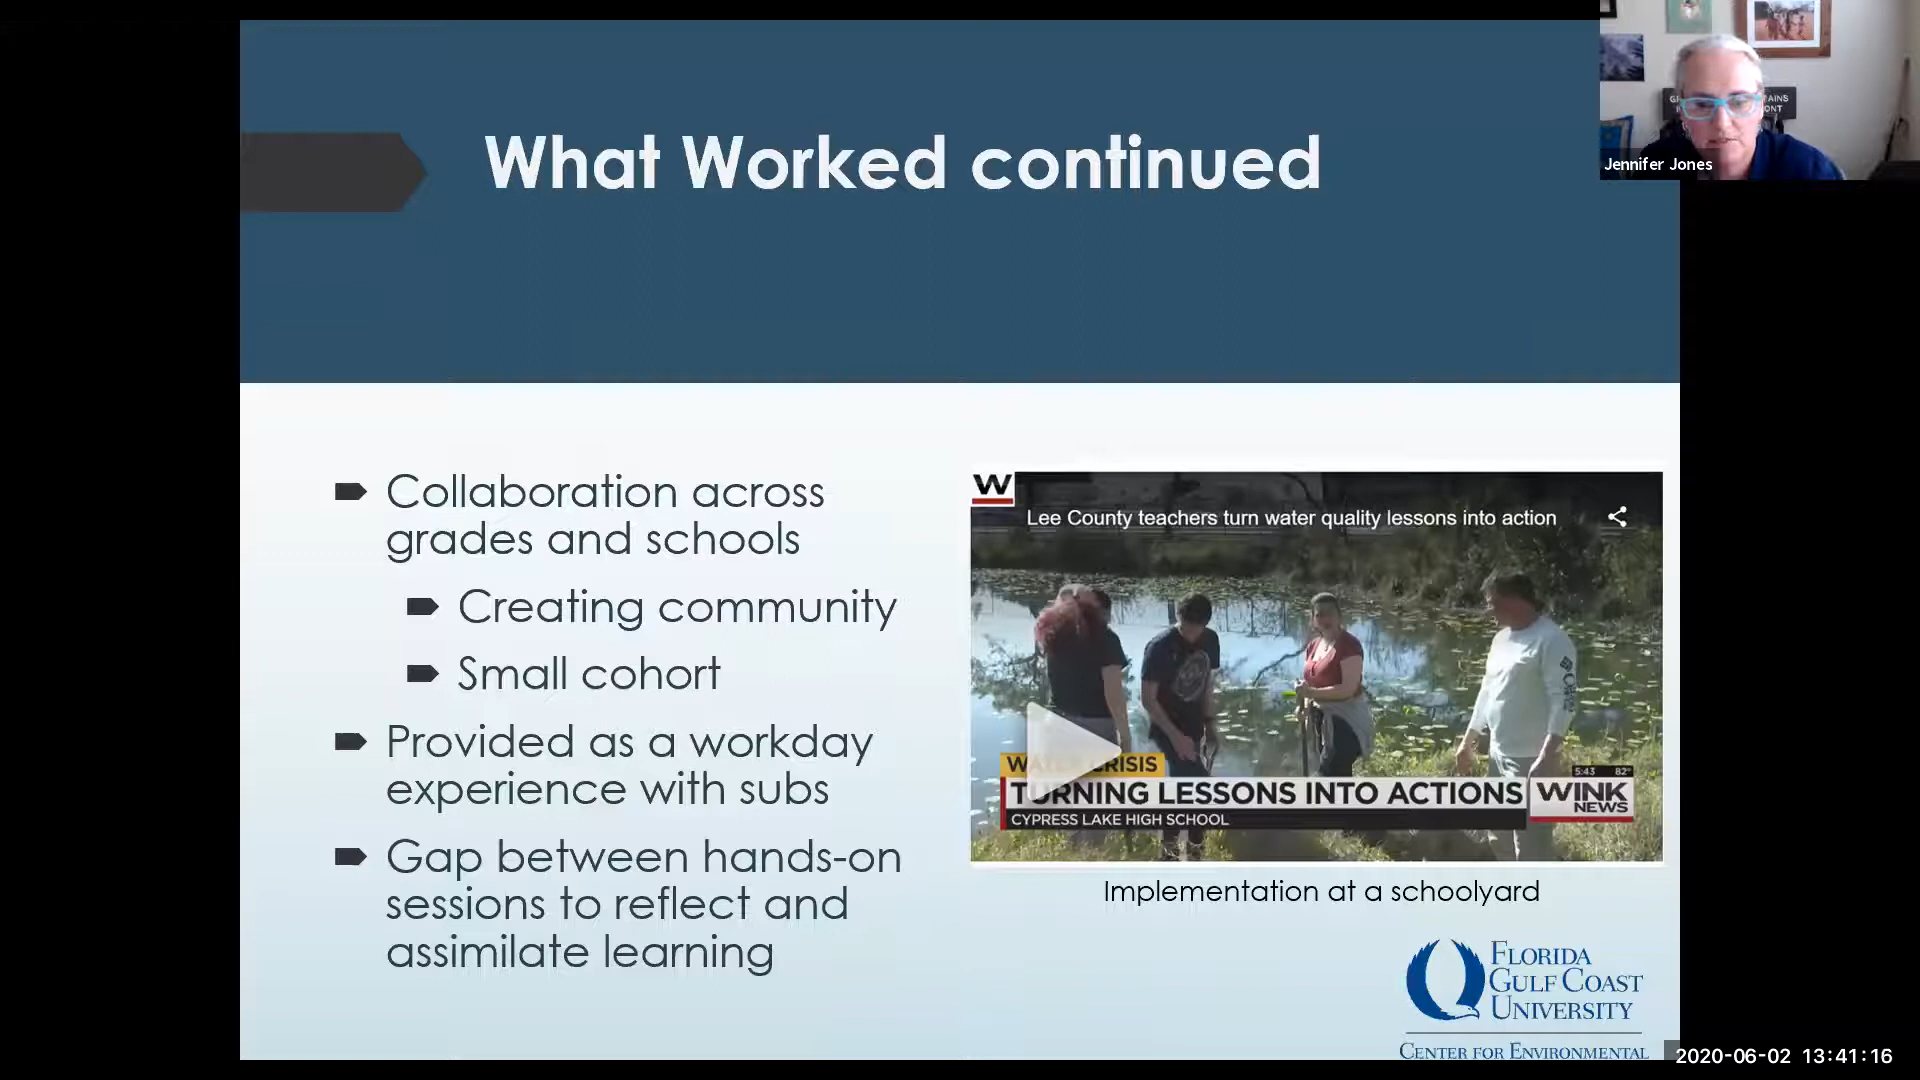 What Worked continued
Jennifer Jones
Collaboration across
grades and schools
Creating community
Small cohort
Provided as a workday
experience with subs
Gap between hands-on
sessions to reflect and
assimilate learning
W
Lee County teachers turn water quality lessons into action
5:43 82°
TURNING LESSONS INTO ACTIONS
WINK
NEWS
CYPRESS LAKE HIGH SCHOOL
Implementation at a schoolyard
FLORIDA
GULF COAST
UNIVERSITY
CENTER FOR ENVIRONMENTAL
2020-06-02 13:41:16